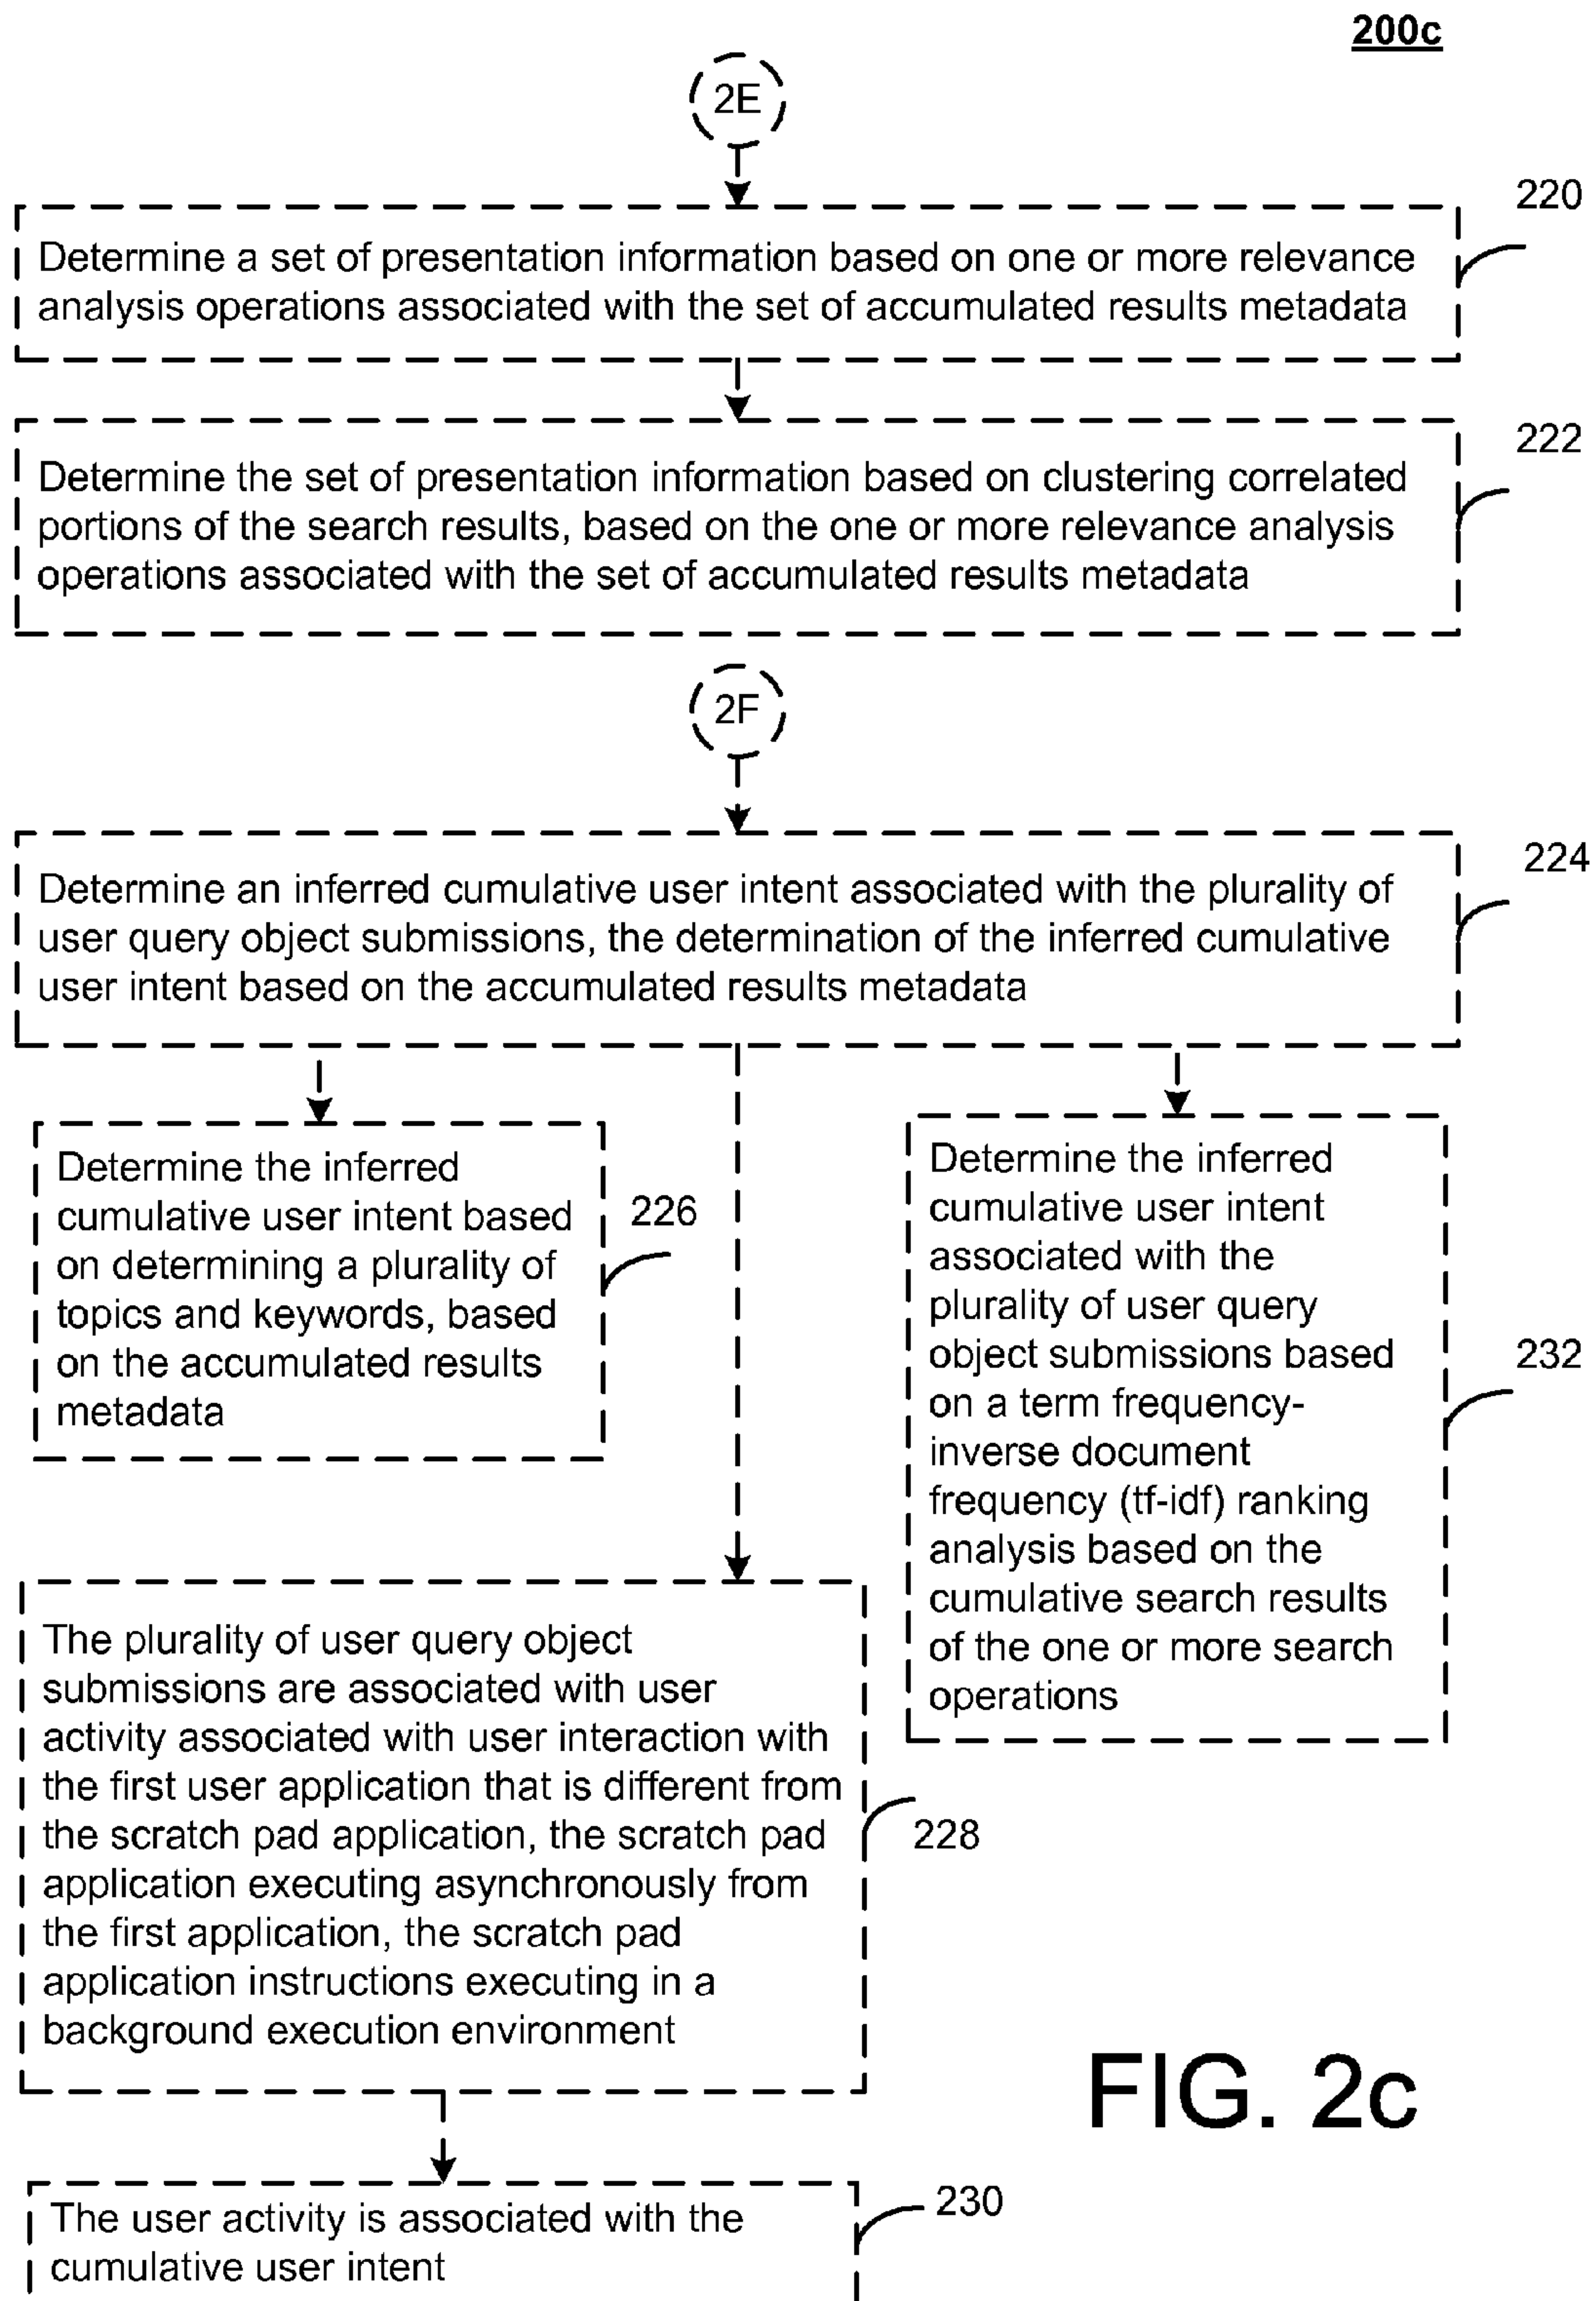 200c
2E
220
Determine a set of presentation information based on one or more relevance
analysis operations associated with the set of accumulated results metadata
222
Determine the set of presentation information based on clustering correlated
portions of the search results, based on the one or more relevance analysis
operations associated with the set of accumulated results metadata
2F
224
Determine an inferred cumulative user intent associated with the plurality of
user query object submissions, the determination of the inferred cumulative
user intent based on the accumulated results metadata
Determine the inferred
cumulative user intent based
on determining a plurality of
topics and keywords, based
on the accumulated results
metadata
226
Determine the inferred
cumulative user intent
associated with the
plurality of user query
object submissions based
on a term frequency-
inverse document
frequency (tf-idf) ranking
analysis based on the
cumulative search results
of the one or more search
operations
232
The plurality of user query object
submissions are associated with user
activity associated with user interaction with
the first user application that is different from
the scratch pad application, the scratch pad
application executing asynchronously from
the first application, the scratch pad
application instructions executing in a
background execution environment
228
FIG. 2c
The user activity is associated with the
cumulative user intent
230